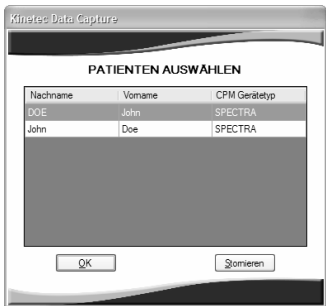 Kinetec Data Capture
PATIENTEN AUSWÄHLEN
Nachname Vorname CPM Gerätetyp
DOE John SPECTRA
John Doe SPECTRA
OK Stornieren